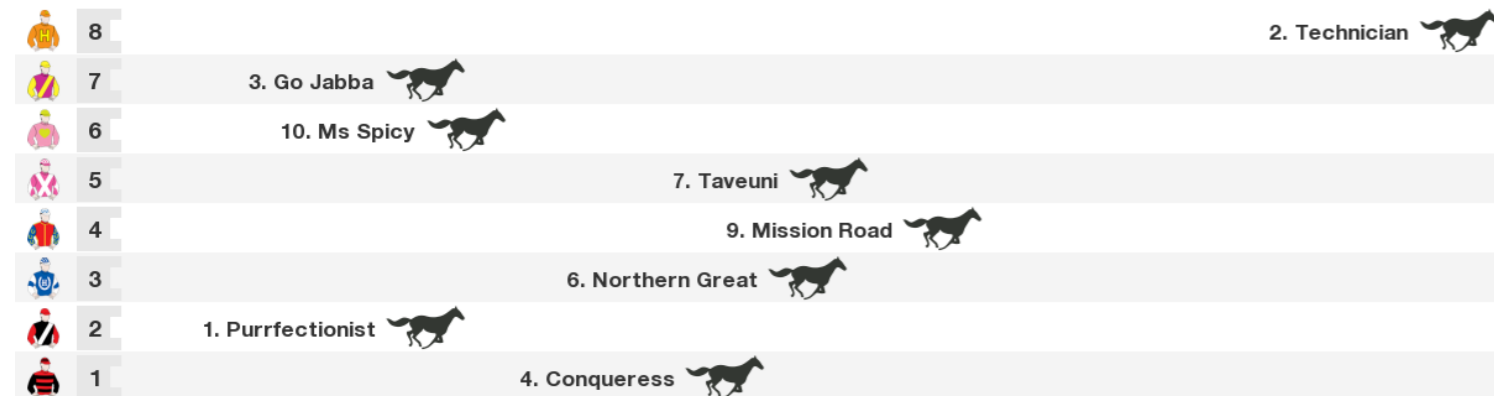 8 2. Technician
7 3. Go Jabba
6 10. Ms Spicy
5 7. Taveuni
4 9. Mission Road
3 6. Northern Great
2 1. Purrfectionist
1 4. Conqueress